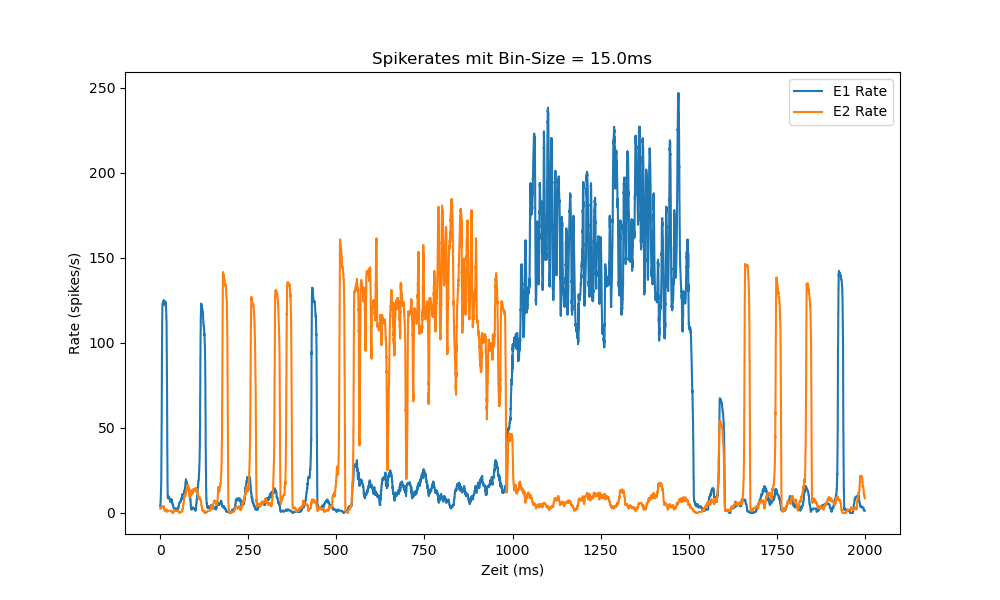 Spikerates mit Bin-Size = 15.0ms
E1 Rate
E2 Rate
250
200
150
100
50
0
Rate (spikes/s)
0 250 500 750 1000 1250 1500 1750 2000
Zeit (ms)